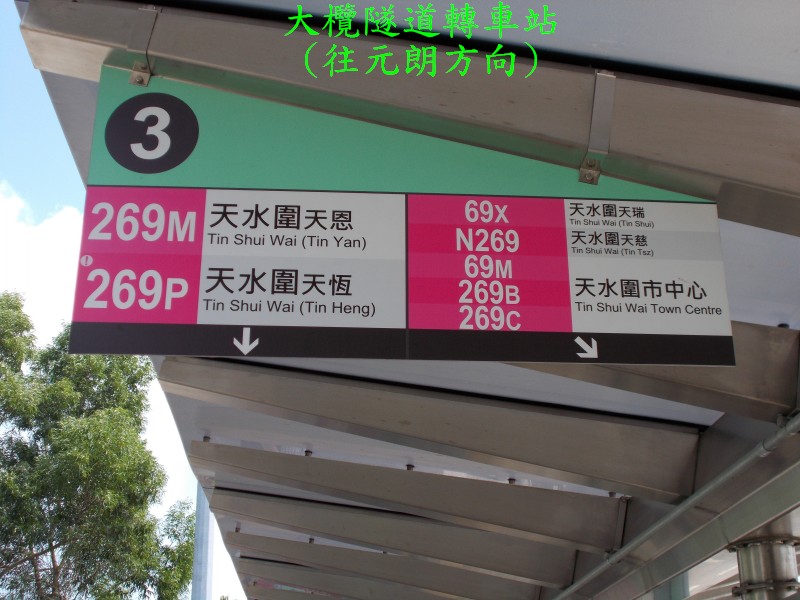 大欖隧道轉車站
(往元朗方向)
3
269M 天水圍天恩
Tin Shui Wai (Tin Yan)
269P 天水圍天恆
Tin Shui Wai (Tin Heng)
69X 天水圍天瑞
Tin Shui Wai (Tin Shui)
N269 天水圍天慈
Tin Shui Wai (Tin Tsz)
69M
269B
269C
天水圍市中心
Tin Shui Wai Town Centre